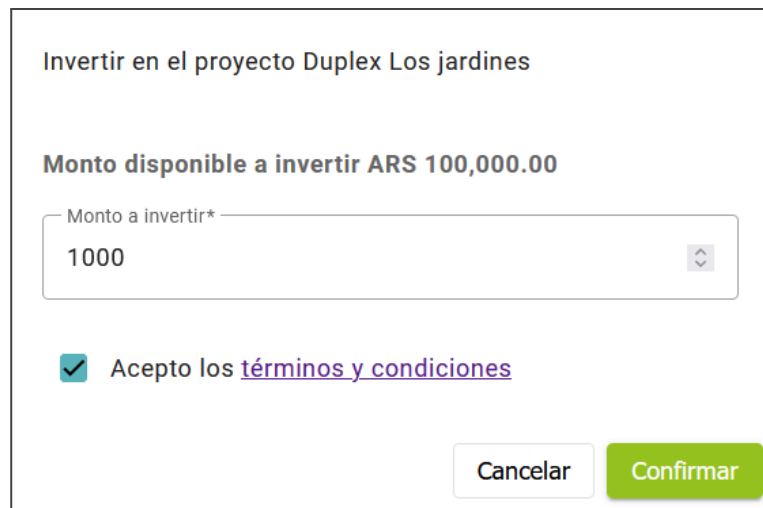 Invertir en el proyecto Duplex Los jardines
Monto disponible a invertir ARS 100,000.00
Monto a invertir*
1000
Acepto los términos y condiciones
Cancelar Confirmar